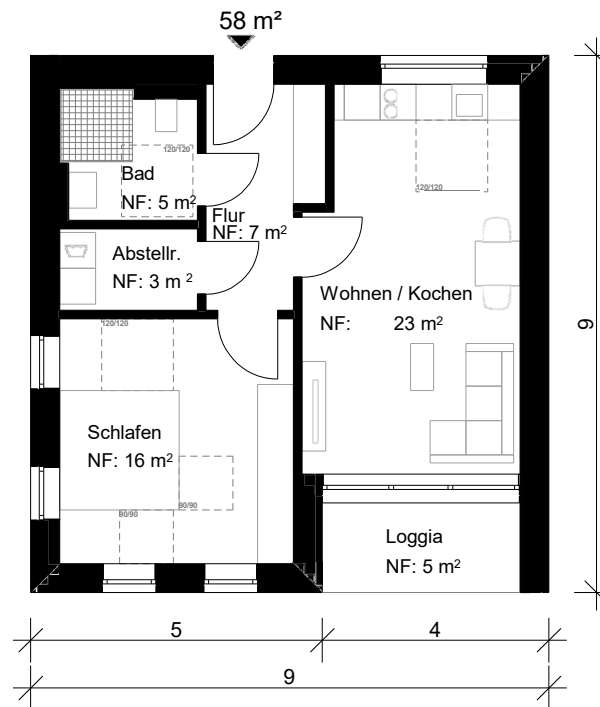 58 m²
120/120
Bad
NF: 5 m²
120/120
Flur
NF: 7 m²
Abstellr.
NF: 3 m ²
Wohnen / Kochen
NF: 23 m²
9
120/120
Schlafen
NF: 16 m²
90/90
90/90
Loggia
NF: 5 m²
5
4
9